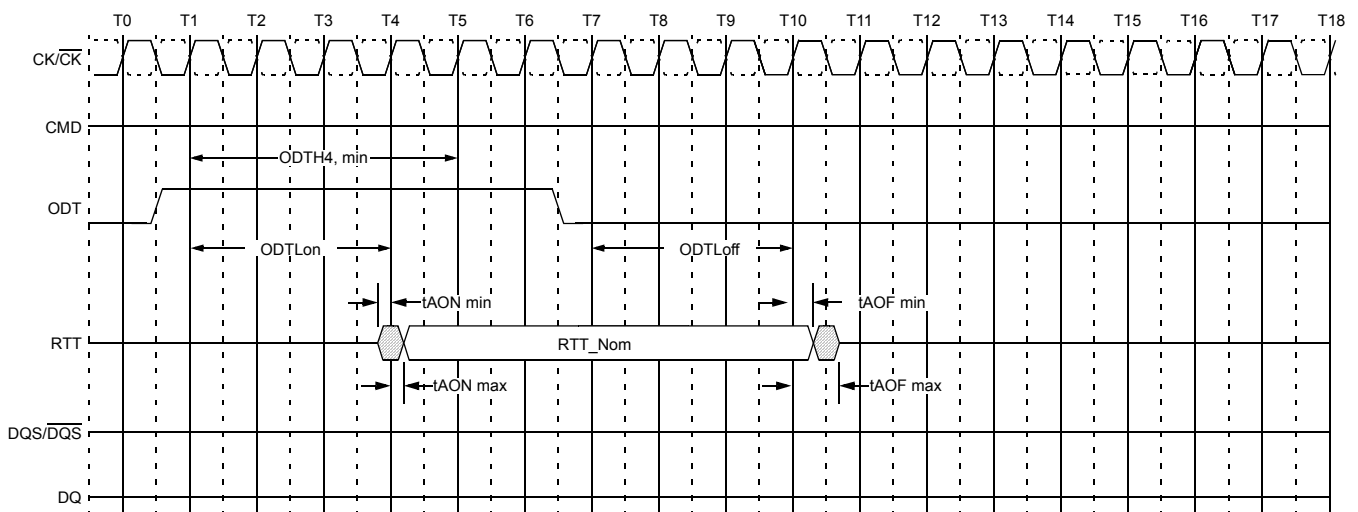 T0 T1 T2 T3 T4 T5 T6 T7 T8 T9 T10 T11 T12 T13 T14 T15 T16 T17 T18
CK/C̅K̅
CMD
ODTH4, min
ODT
ODTLon ODTLoff
tAON min tAOF min
RTT RTT_Nom
tAON max tAOF max
DQS/D̅Q̅S̅
DQ